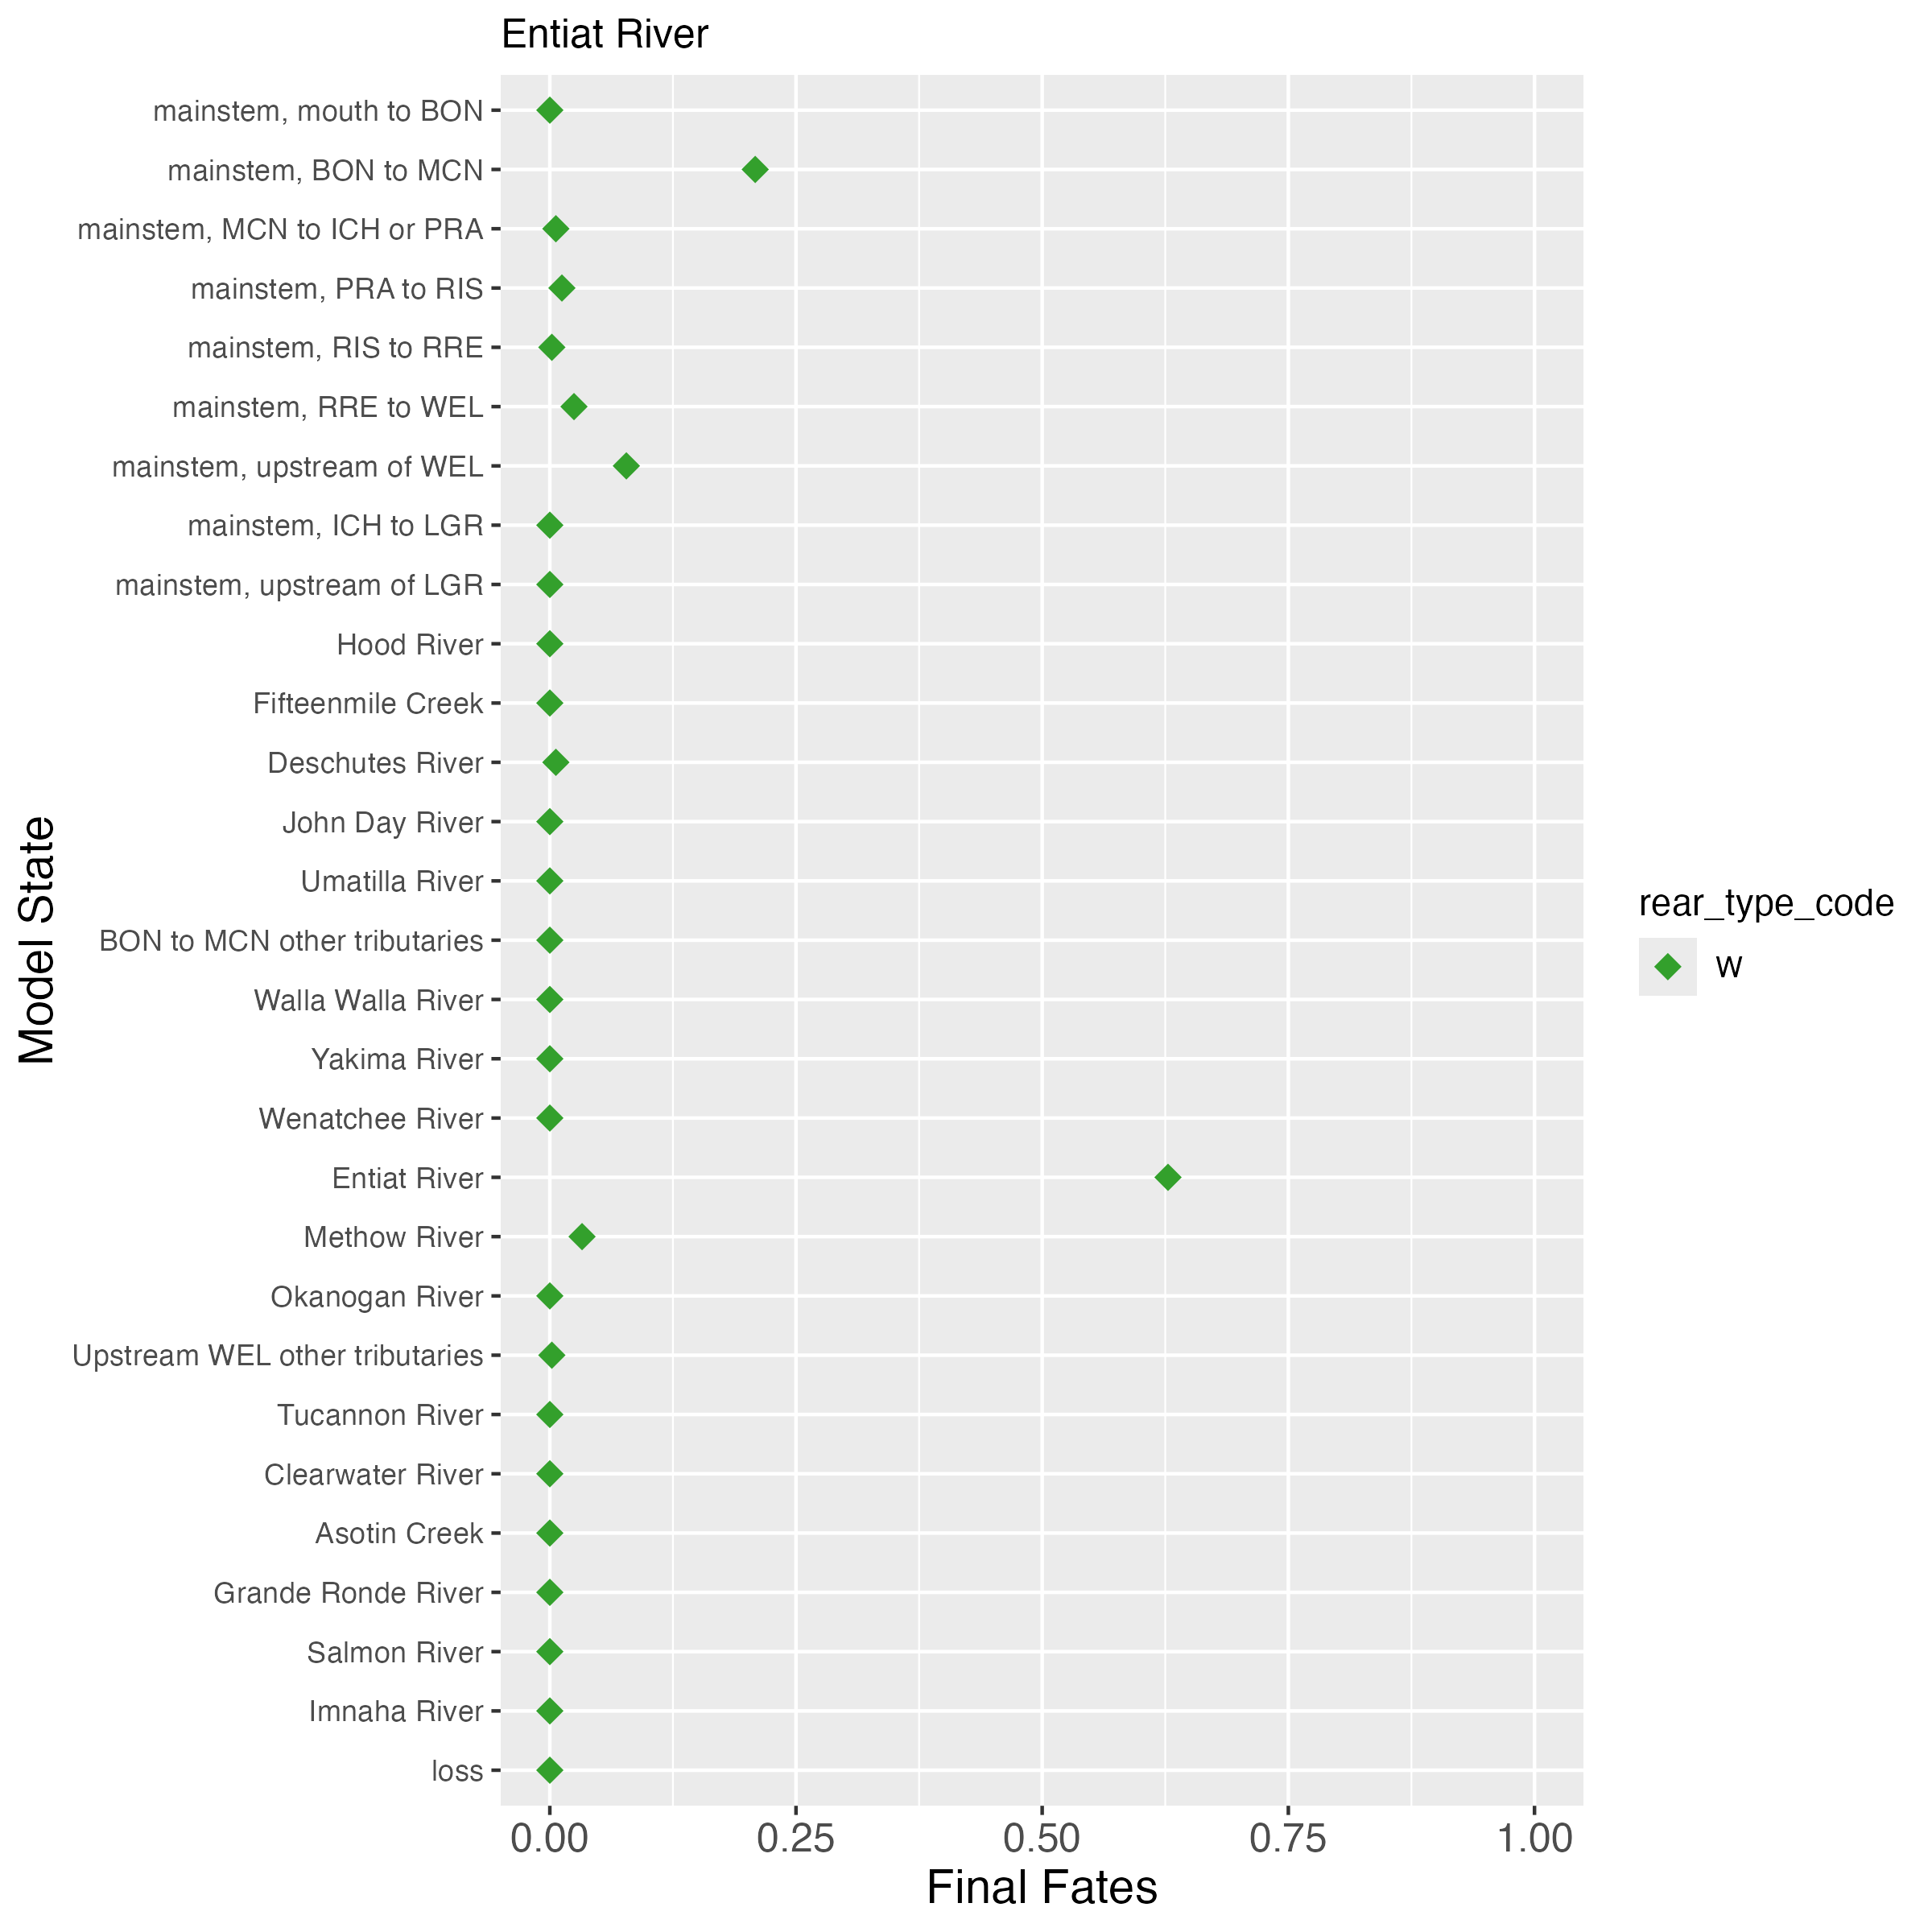 Entiat River
Model State
mainstem, mouth to BON
mainstem, BON to MCN
mainstem, MCN to ICH or PRA
mainstem, PRA to RIS
mainstem, RIS to RRE
mainstem, RRE to WEL
mainstem, upstream of WEL
mainstem, ICH to LGR
mainstem, upstream of LGR
Hood River
Fifteenmile Creek
Deschutes River
John Day River
Umatilla River
BON to MCN other tributaries
Walla Walla River
Yakima River
Wenatchee River
Entiat River
Methow River
Okanogan River
Upstream WEL other tributaries
Tucannon River
Clearwater River
Asotin Creek
Grande Ronde River
Salmon River
Imnaha River
loss
0.00 0.25 0.50 0.75 1.00
Final Fates
rear_type_code
W